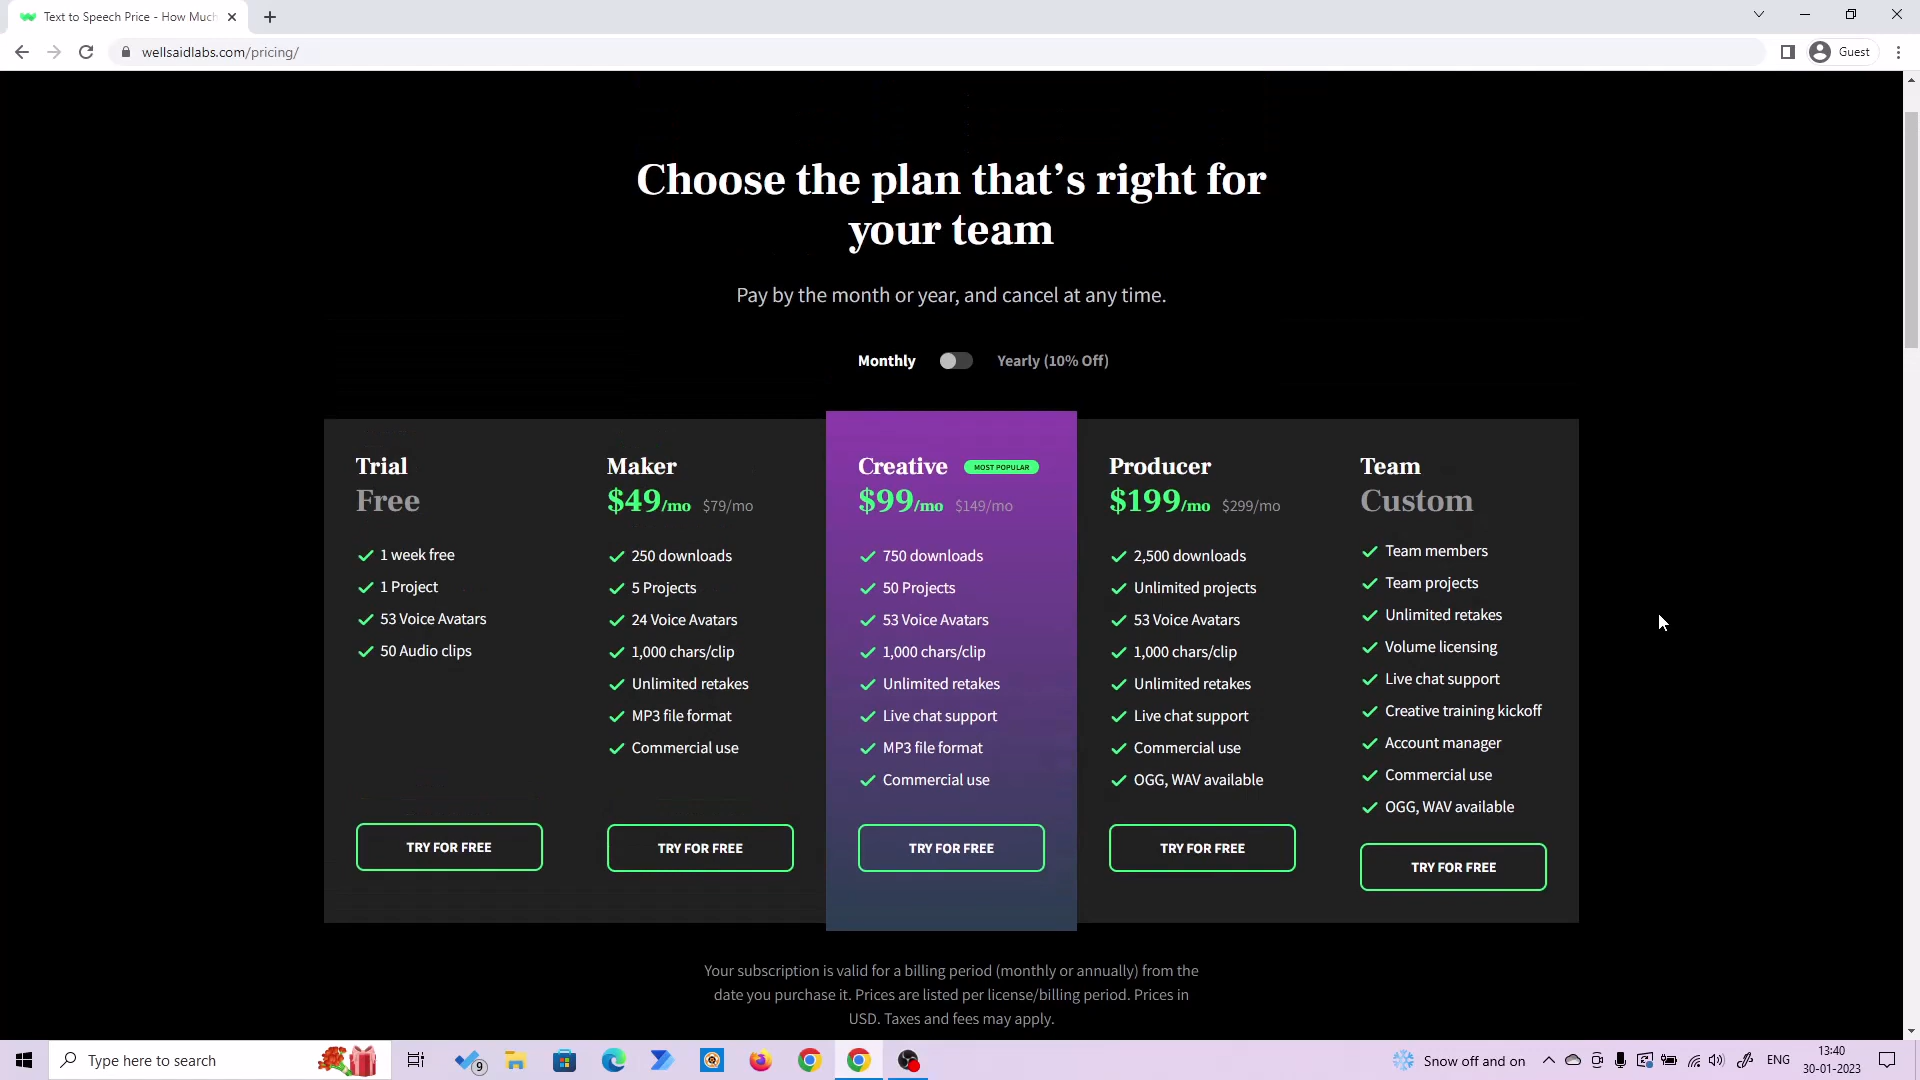 Text to Speech Price - How Much
wellsaidlabs.com/pricing/
Guest
Choose the plan that’s right for
your team
Pay by the month or year, and cancel at any time.
Monthly
Yearly (10% Off)
Trial
Free
1 week free
1 Project
53 Voice Avatars
50 Audio clips
TRY FOR FREE
Maker
$49/mo $79/mo
250 downloads
5 Projects
24 Voice Avatars
1,000 chars/clip
Unlimited retakes
MP3 file format
Commercial use
TRY FOR FREE
Creative MOST POPULAR
$99/mo $149/mo
750 downloads
50 Projects
53 Voice Avatars
1,000 chars/clip
Unlimited retakes
Live chat support
MP3 file format
Commercial use
TRY FOR FREE
Producer
$199/mo $299/mo
2,500 downloads
Unlimited projects
53 Voice Avatars
1,000 chars/clip
Unlimited retakes
Live chat support
Commercial use
OGG, WAV available
TRY FOR FREE
Team
Custom
Team members
Team projects
Unlimited retakes
Volume licensing
Live chat support
Creative training kickoff
Account manager
Commercial use
OGG, WAV available
TRY FOR FREE
Your subscription is valid for a billing period (monthly or annually) from the
date you purchase it. Prices are listed per license/billing period. Prices in
USD. Taxes and fees may apply.
Type here to search
9
Snow off and on
ENG
13:40
30-01-2023